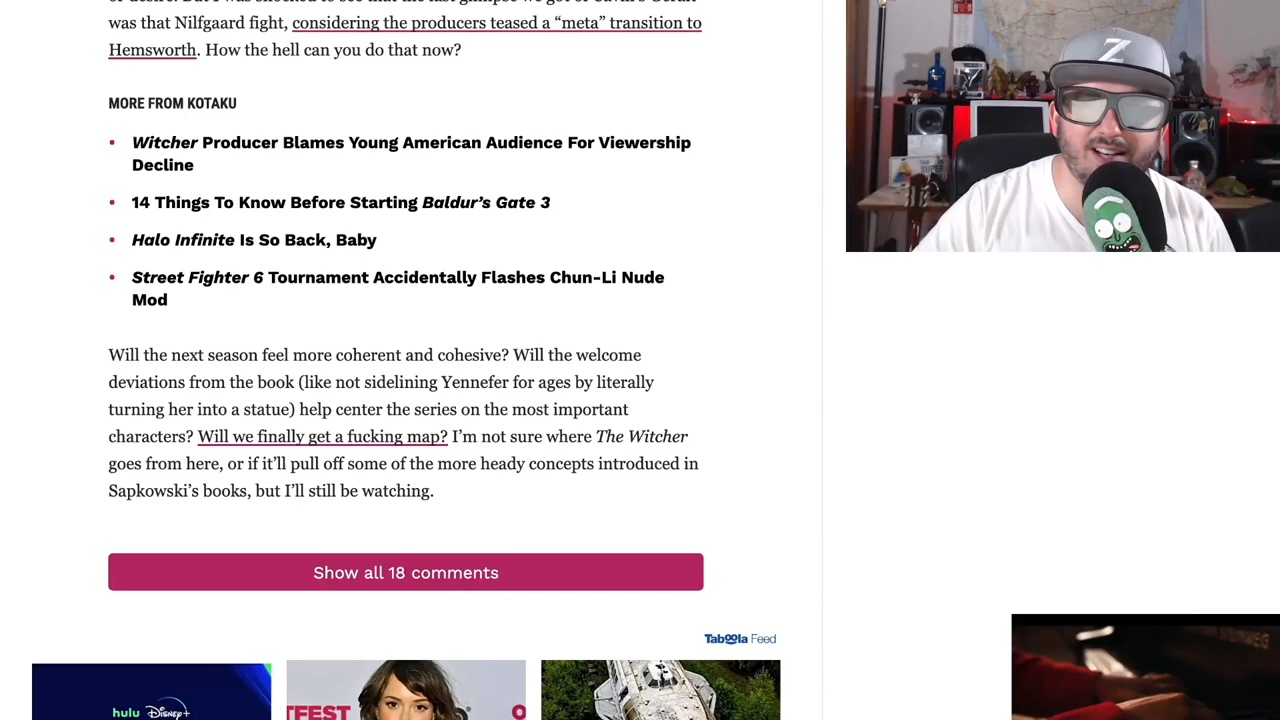 was that Nilfgaard fight, considering the producers teased a “meta” transition to
Hemsworth. How the hell can you do that now?
MORE FROM KOTAKU
• Witcher Producer Blames Young American Audience For Viewership
Decline
• 14 Things To Know Before Starting Baldur’s Gate 3
• Halo Infinite Is So Back, Baby
• Street Fighter 6 Tournament Accidentally Flashes Chun-Li Nude
Mod
Will the next season feel more coherent and cohesive? Will the welcome
deviations from the book (like not sidelining Yennefer for ages by literally
turning her into a statue) help center the series on the most important
characters? Will we finally get a fucking map? I’m not sure where The Witcher
goes from here, or if it’ll pull off some of the more heady concepts introduced in
Sapkowski’s books, but I’ll still be watching.
Show all 18 comments
Taboola Feed
hulu Disney+
TFEST
Z